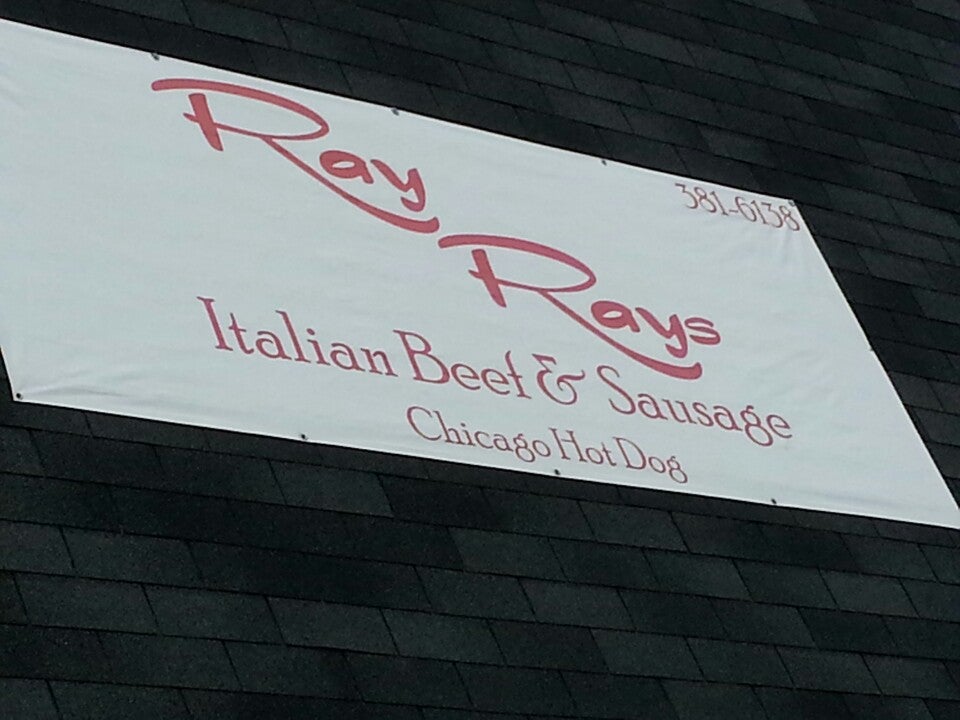 Ray
Rays
381-6138
Italian Beef & Sausage
Chicago Hot Dog